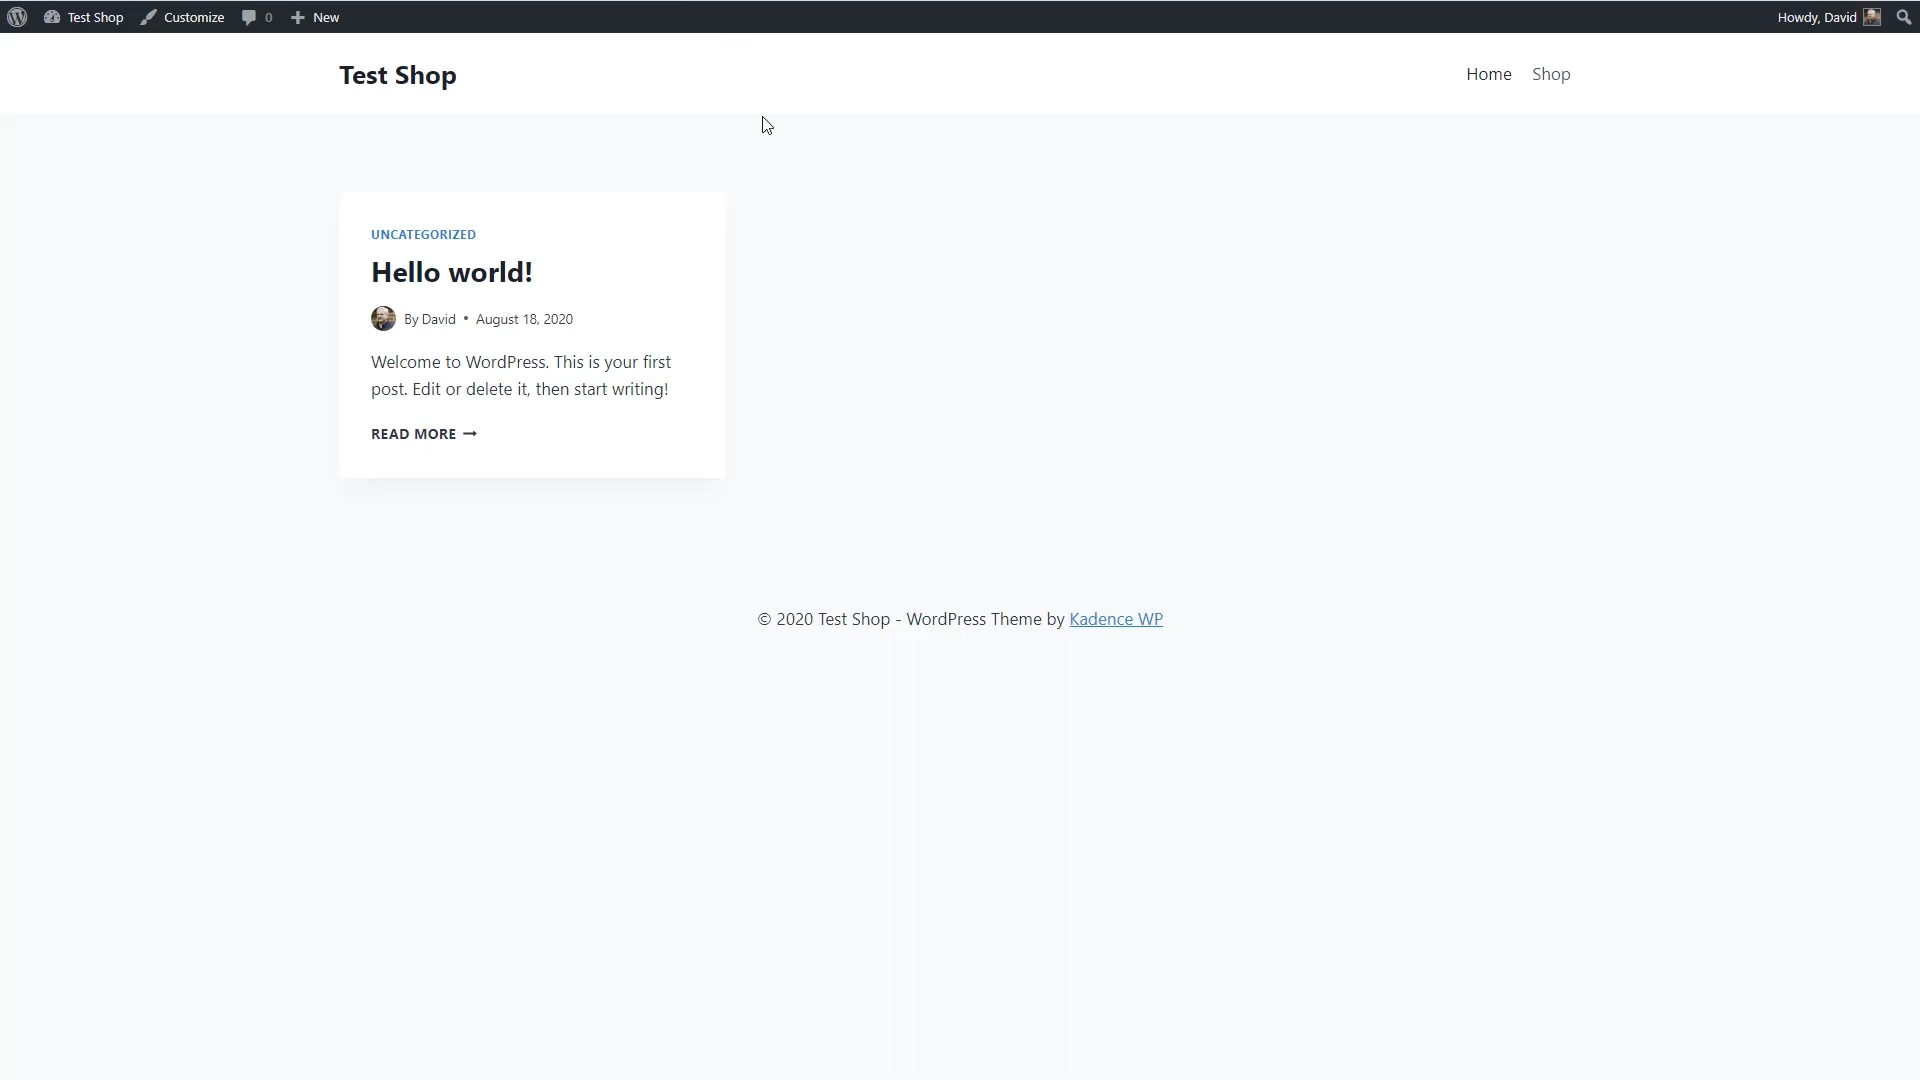 Test Shop Customize 0 New Howdy, David
Test Shop Home Shop
UNCATEGORIZED
Hello world!
By David • August 18, 2020
Welcome to WordPress. This is your first
post. Edit or delete it, then start writing!
READ MORE →
© 2020 Test Shop - WordPress Theme by Kadence WP